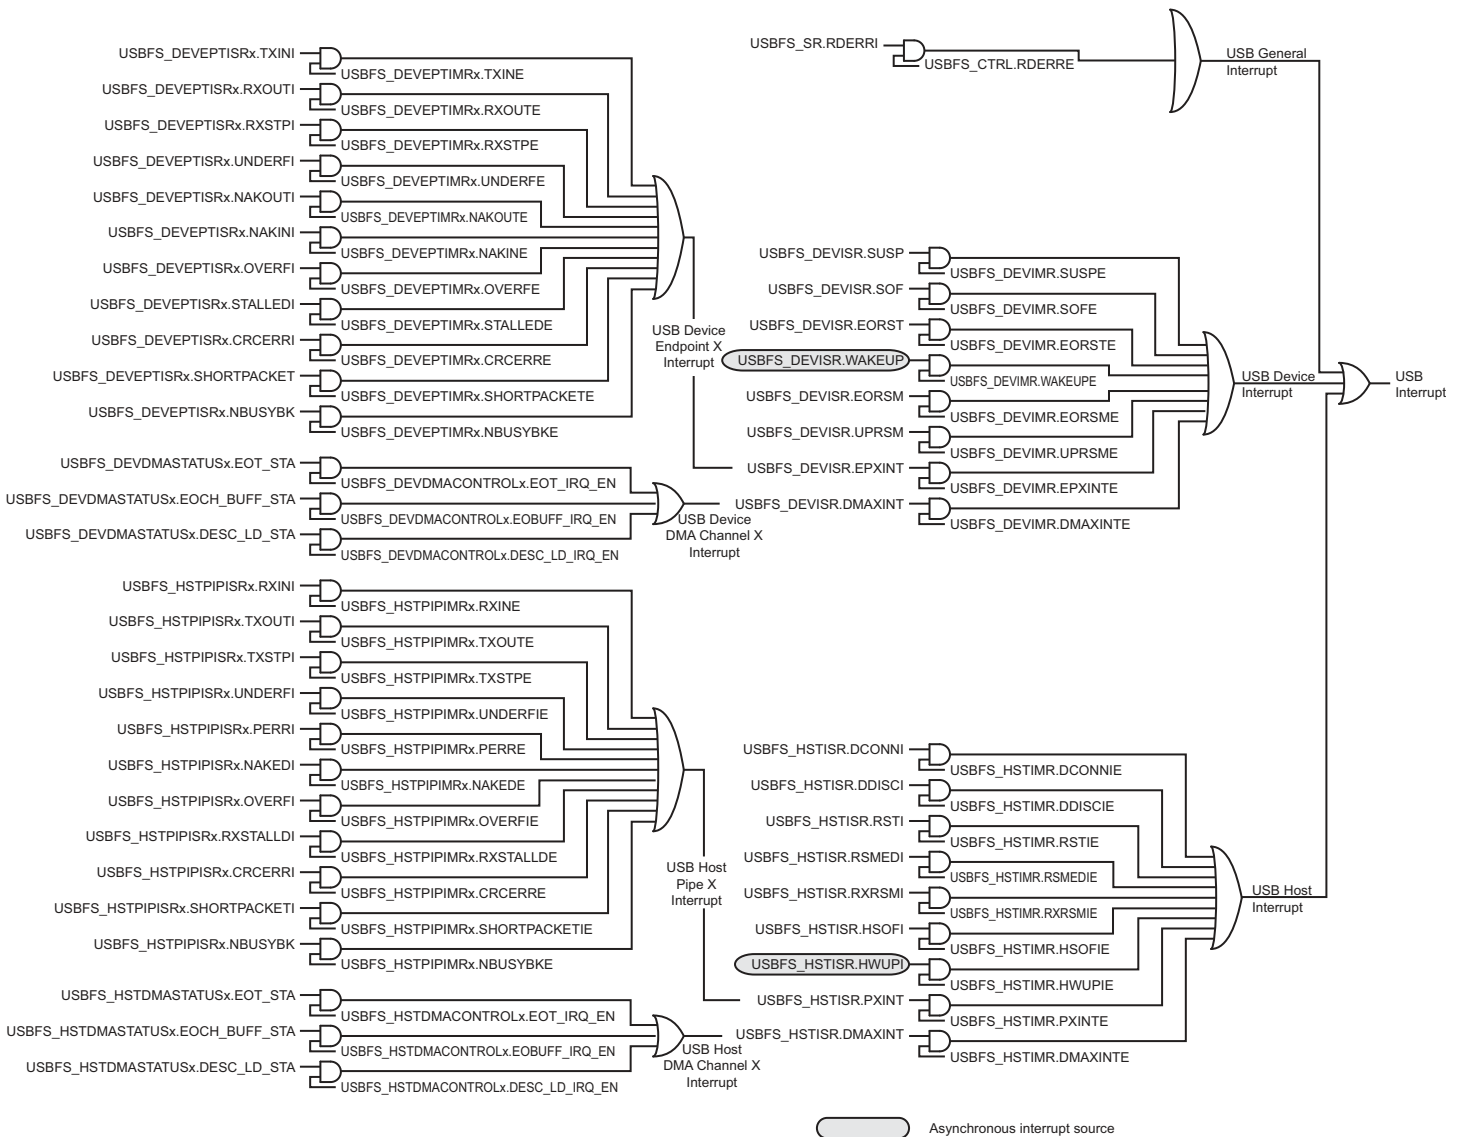 USBFS_DEVEPTISRx.TXINI
USBFS_DEVEPTIMRx.TXINE
USBFS_DEVEPTISRx.RXOUTI
USBFS_DEVEPTIMRx.RXOUTE
USBFS_DEVEPTISRx.RXSTPI
USBFS_DEVEPTIMRx.RXSTPE
USBFS_DEVEPTISRx.UNDERFI
USBFS_DEVEPTIMRx.UNDERFE
USBFS_DEVEPTISRx.NAKOUTI
USBFS_DEVEPTIMRx.NAKOUTE
USBFS_DEVEPTISRx.NAKINI
USBFS_DEVEPTIMRx.NAKINE
USBFS_DEVEPTISRx.OVERFI
USBFS_DEVEPTIMRx.OVERFE
USBFS_DEVEPTISRx.STALLEDI
USBFS_DEVEPTIMRx.STALLEDE
USBFS_DEVEPTISRx.CRCERRI
USBFS_DEVEPTIMRx.CRCERRE
USBFS_DEVEPTISRx.SHORTPACKET
USBFS_DEVEPTIMRx.SHORTPACKETE
USBFS_DEVEPTISRx.NBUSYBK
USBFS_DEVEPTIMRx.NBUSYBKE
USB Device
Endpoint X
Interrupt
USBFS_DEVDMASTATUSx.EOT_STA
USBFS_DEVDMACONTROLx.EOT_IRQ_EN
USBFS_DEVDMASTATUSx.EOCH_BUFF_STA
USBFS_DEVDMACONTROLx.EOBUFF_IRQ_EN
USBFS_DEVDMASTATUSx.DESC_LD_STA
USBFS_DEVDMACONTROLx.DESC_LD_IRQ_EN
USB Device
DMA Channel X
Interrupt
USBFS_HSTPIPISRx.RXINI
USBFS_HSTPIPIMRx.RXINE
USBFS_HSTPIPISRx.TXOUTI
USBFS_HSTPIPIMRx.TXOUTE
USBFS_HSTPIPISRx.TXSTPI
USBFS_HSTPIPIMRx.TXSTPE
USBFS_HSTPIPISRx.UNDERFI
USBFS_HSTPIPIMRx.UNDERFIE
USBFS_HSTPIPISRx.PERRI
USBFS_HSTPIPIMRx.PERRE
USBFS_HSTPIPISRx.NAKEDI
USBFS_HSTPIPIMRx.NAKEDE
USBFS_HSTPIPISRx.OVERFI
USBFS_HSTPIPIMRx.OVERFIE
USBFS_HSTPIPISRx.RXSTALLDI
USBFS_HSTPIPIMRx.RXSTALLDE
USBFS_HSTPIPISRx.CRCERRI
USBFS_HSTPIPIMRx.CRCERRE
USBFS_HSTPIPISRx.SHORTPACKETI
USBFS_HSTPIPIMRx.SHORTPACKETIE
USBFS_HSTPIPISRx.NBUSYBK
USBFS_HSTPIPIMRx.NBUSYBKE
USB Host
Pipe X
Interrupt
USBFS_HSTDMASTATUSx.EOT_STA
USBFS_HSTDMACONTROLx.EOT_IRQ_EN
USBFS_HSTDMASTATUSx.EOCH_BUFF_STA
USBFS_HSTDMACONTROLx.EOBUFF_IRQ_EN
USBFS_HSTDMASTATUSx.DESC_LD_STA
USBFS_HSTDMACONTROLx.DESC_LD_IRQ_EN
USB Host
DMA Channel X
Interrupt
USBFS_SR.RDERRI
USBFS_CTRL.RDERRE
USB General
Interrupt
USBFS_DEVISR.SUSP
USBFS_DEVIMR.SUSPE
USBFS_DEVISR.SOF
USBFS_DEVIMR.SOFE
USBFS_DEVISR.EORST
USBFS_DEVIMR.EORSTE
USBFS_DEVISR.WAKEUP
USBFS_DEVIMR.WAKEUPE
USBFS_DEVISR.EORSM
USBFS_DEVIMR.EORSME
USBFS_DEVISR.UPRSM
USBFS_DEVIMR.UPRSME
USBFS_DEVISR.EPXINT
USBFS_DEVIMR.EPXINTE
USBFS_DEVISR.DMAXINT
USBFS_DEVIMR.DMAXINTE
USB Device
Interrupt
USB
Interrupt
USBFS_HSTISR.DCONNI
USBFS_HSTIMR.DCONNIE
USBFS_HSTISR.DDISCI
USBFS_HSTIMR.DDISCIE
USBFS_HSTISR.RSTI
USBFS_HSTIMR.RSTIE
USBFS_HSTISR.RSMEDI
USBFS_HSTIMR.RSMEDIE
USBFS_HSTISR.RXRSMI
USBFS_HSTIMR.RXRSMIE
USBFS_HSTISR.HSOFI
USBFS_HSTIMR.HSOFIE
USBFS_HSTISR.HWUPI
USBFS_HSTIMR.HWUPIE
USBFS_HSTISR.PXINT
USBFS_HSTIMR.PXINTE
USBFS_HSTISR.DMAXINT
USBFS_HSTIMR.DMAXINTE
USB Host
Interrupt
Asynchronous interrupt source